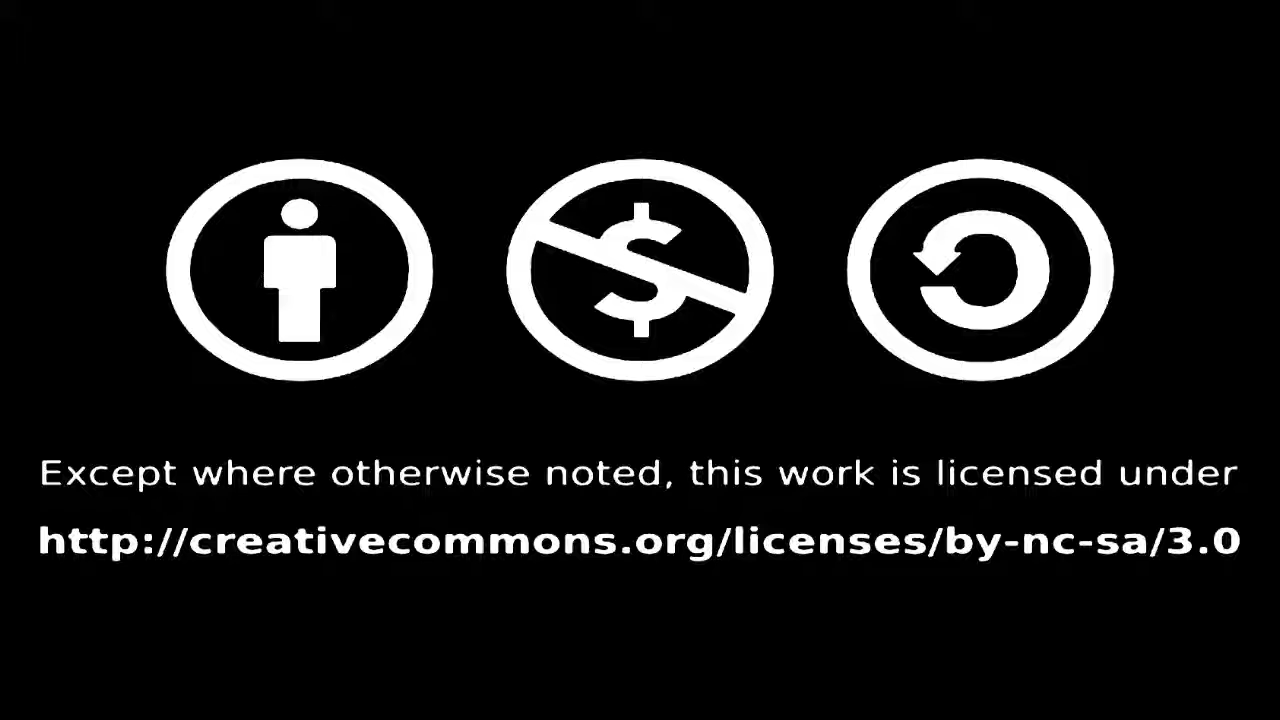 Except where otherwise noted, this work is licensed under
http://creativecommons.org/licenses/by-nc-sa/3.0